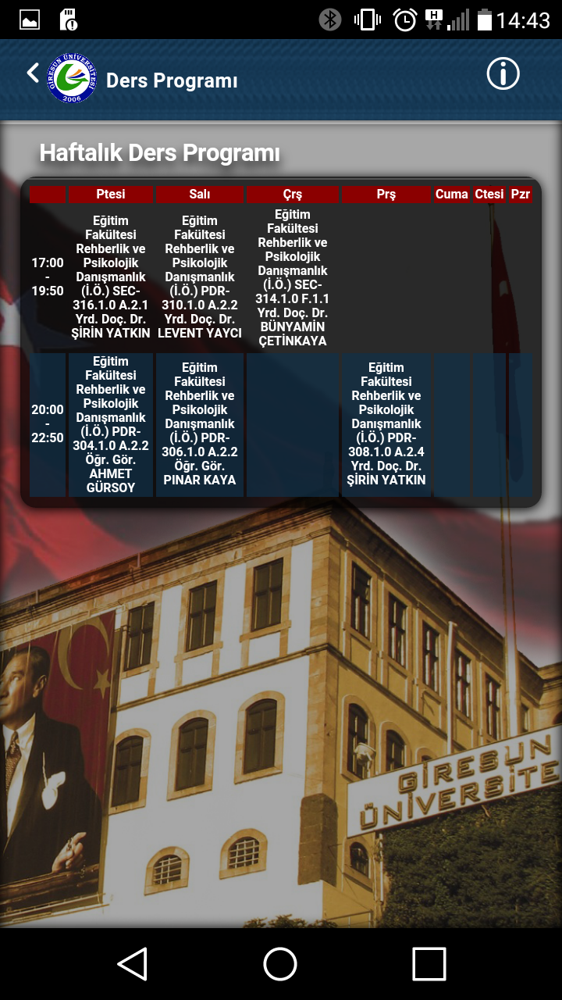 14:43
GİRESUN ÜNİVERSİTESİ
2006
Ders Programı
Haftalık Ders Programı
Ptesi Salı Çrş Prş Cuma Ctesi Pzr
17:00
-
19:50
Eğitim
Fakültesi
Rehberlik ve
Psikolojik
Danışmanlık
(İ.Ö.) SEC-
316.1.0 A.2.1
Yrd. Doç. Dr.
ŞİRİN YATKIN
Eğitim
Fakültesi
Rehberlik ve
Psikolojik
Danışmanlık
(İ.Ö.) PDR-
310.1.0 A.2.2
Yrd. Doç. Dr.
LEVENT YAYCI
Eğitim
Fakültesi
Rehberlik ve
Psikolojik
Danışmanlık
(İ.Ö.) SEC-
314.1.0 F.1.1
Yrd. Doç. Dr.
BÜNYAMİN
ÇETİNKAYA
20:00
-
22:50
Eğitim
Fakültesi
Rehberlik ve
Psikolojik
Danışmanlık
(İ.Ö.) PDR-
304.1.0 A.2.2
Öğr. Gör.
AHMET
GÜRSOY
Eğitim
Fakültesi
Rehberlik ve
Psikolojik
Danışmanlık
(İ.Ö.) PDR-
306.1.0 A.2.2
Öğr. Gör.
PINAR KAYA
Eğitim
Fakültesi
Rehberlik ve
Psikolojik
Danışmanlık
(İ.Ö.) PDR-
308.1.0 A.2.4
Yrd. Doç. Dr.
ŞİRİN YATKIN
GİRESUN
ÜNİVERSİTE